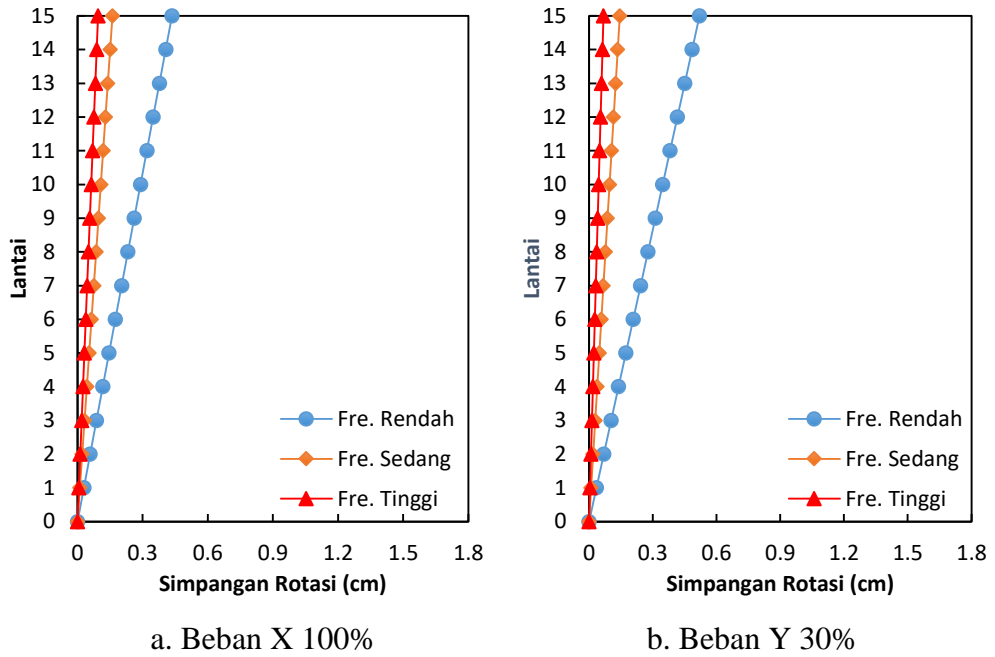 15
14
13
12
11
10
9
8
7
6
5
4
3
2
1
0
Lantai
Fre. Rendah
Fre. Sedang
Fre. Tinggi
0 0.3 0.6 0.9 1.2 1.5 1.8
Simpangan Rotasi (cm)
a. Beban X 100%
15
14
13
12
11
10
9
8
7
6
5
4
3
2
1
0
Lantai
Fre. Rendah
Fre. Sedang
Fre. Tinggi
0 0.3 0.6 0.9 1.2 1.5 1.8
Simpangan Rotasi (cm)
b. Beban Y 30%